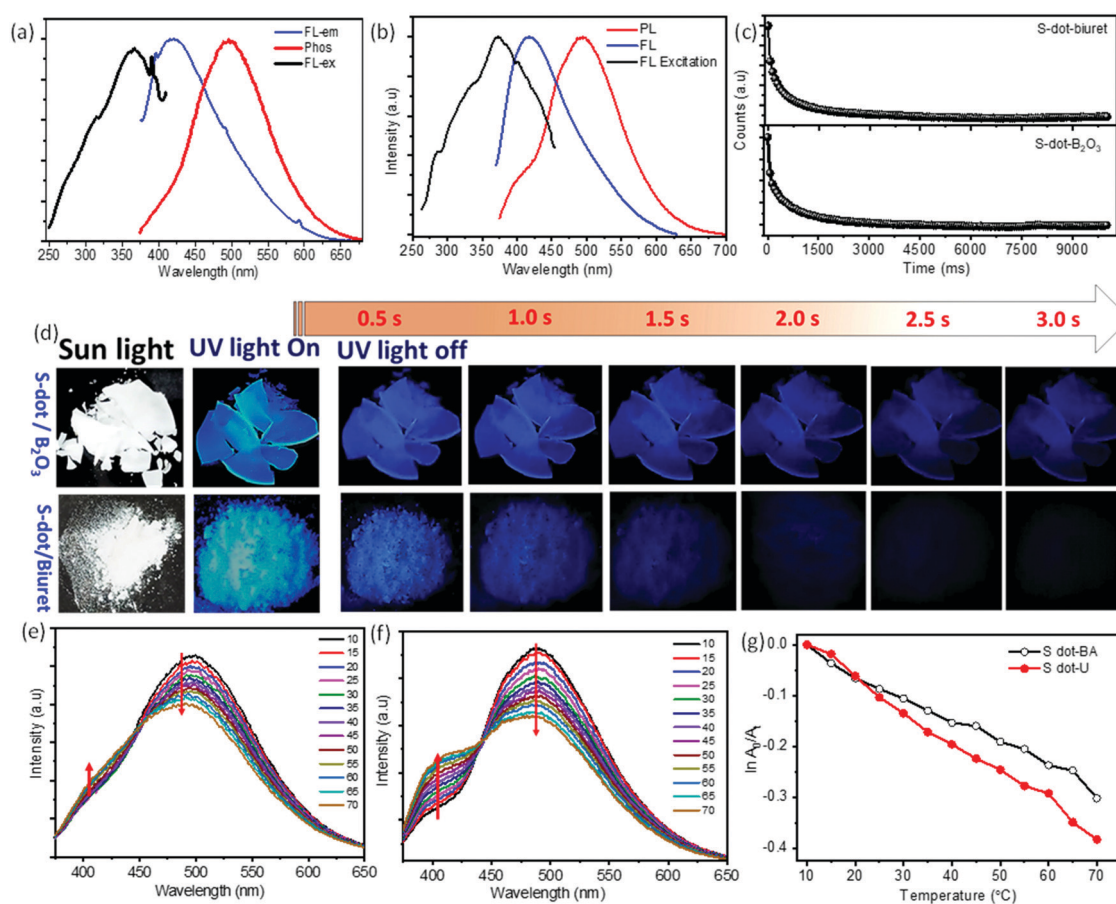 (a)
FL-em
Phos
FL-ex
250 300 350 400 450 500 550 600 650
Wavelength (nm)
(b)
PL
FL
FL Excitation
Intensity (a.u)
250 300 350 400 450 500 550 600 650 700
Wavelength (nm)
(c)
S-dot-biuret
S-dot-B₂O₃
Counts (a.u)
0 1500 3000 4500 6000 7500 9000
Time (ms)
0.5 s 1.0 s 1.5 s 2.0 s 2.5 s 3.0 s
(d)
Sun light UV light On UV light off
S-dot / B₂O₃
S-dot/Biuret
(e)
10
15
20
25
30
35
40
45
50
55
60
65
70
Intensity (a.u)
400 450 500 550 600 650
Wavelength (nm)
(f)
10
15
20
25
30
35
40
45
50
55
60
65
70
Intensity (a.u)
400 450 500 550 600 650
Wavelength (nm)
(g)
S dot-BA
S dot-U
0.0
-0.1
-0.2
-0.3
-0.4
ln A₀/Aₜ
10 20 30 40 50 60 70
Temperature (°C)